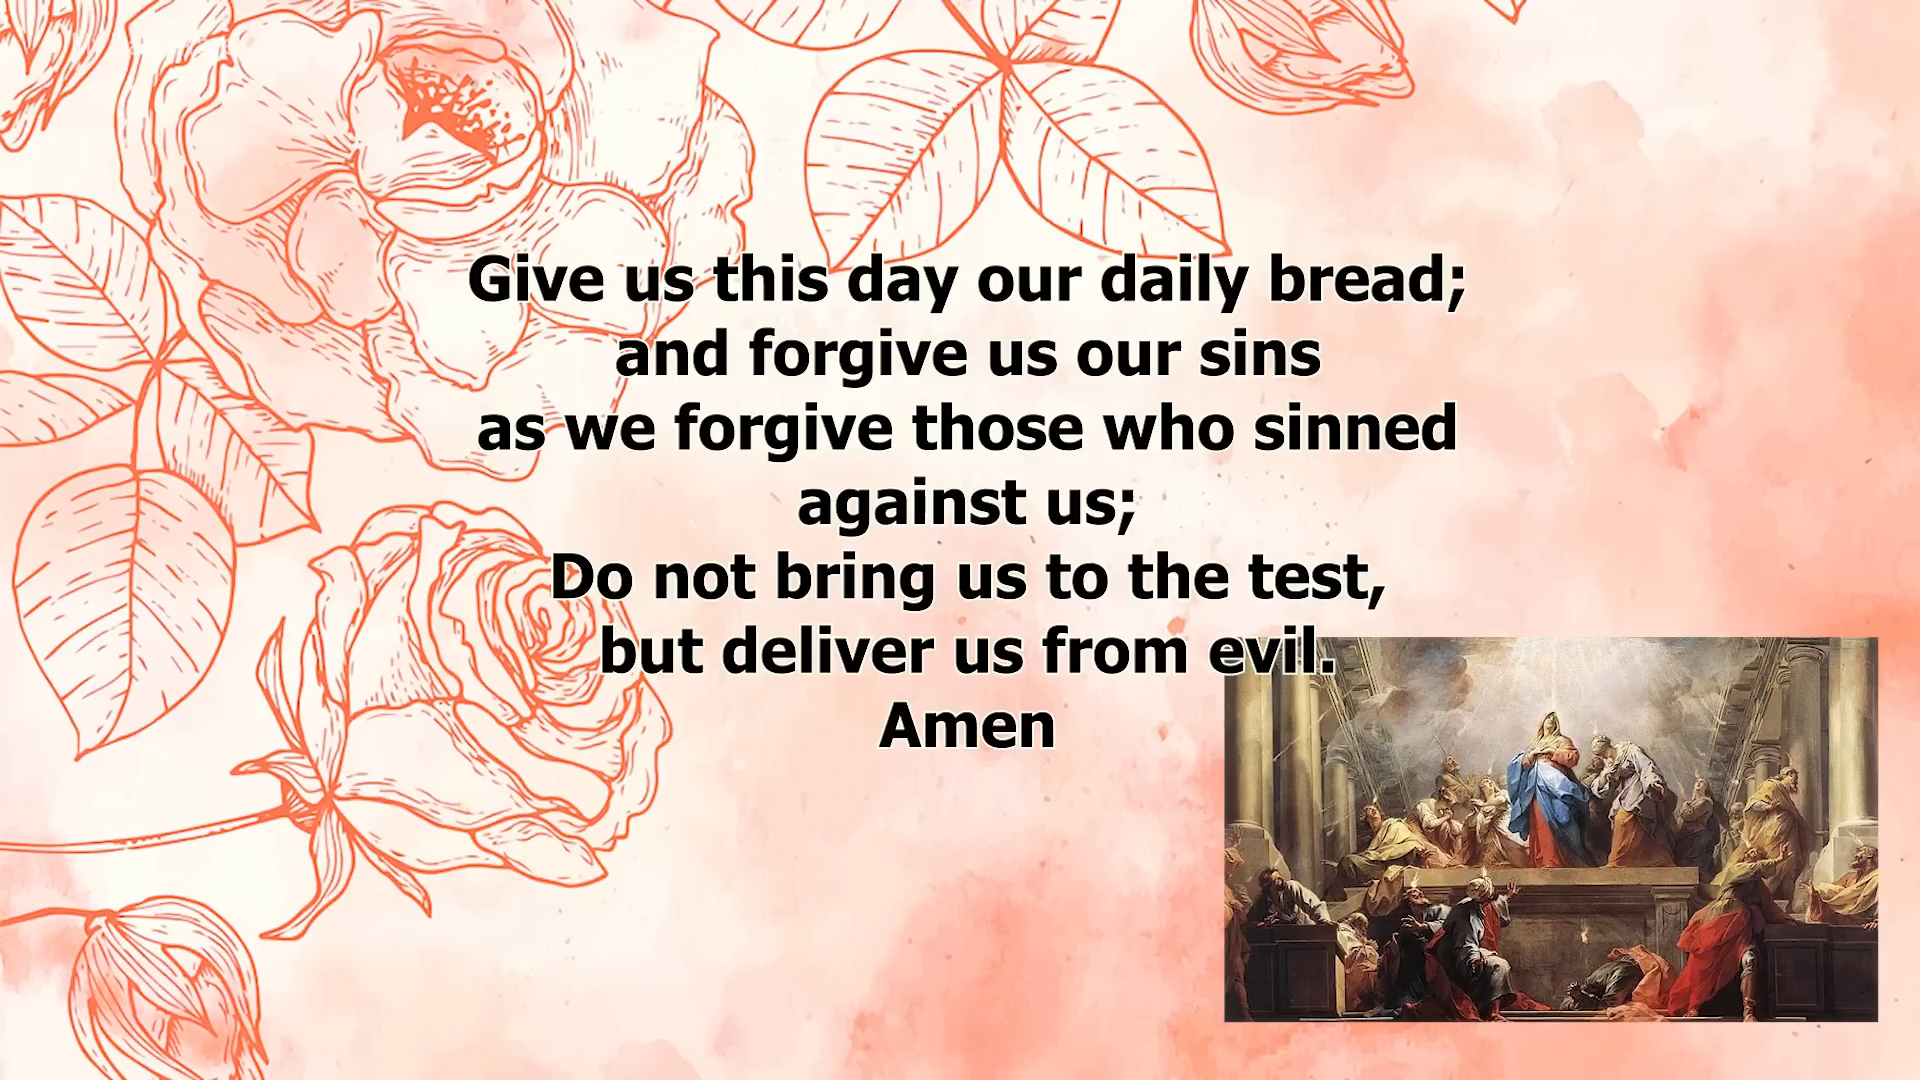 Give us this day our daily bread;
and forgive us our sins
as we forgive those who sinned
against us;
Do not bring us to the test,
but deliver us from evil.
Amen